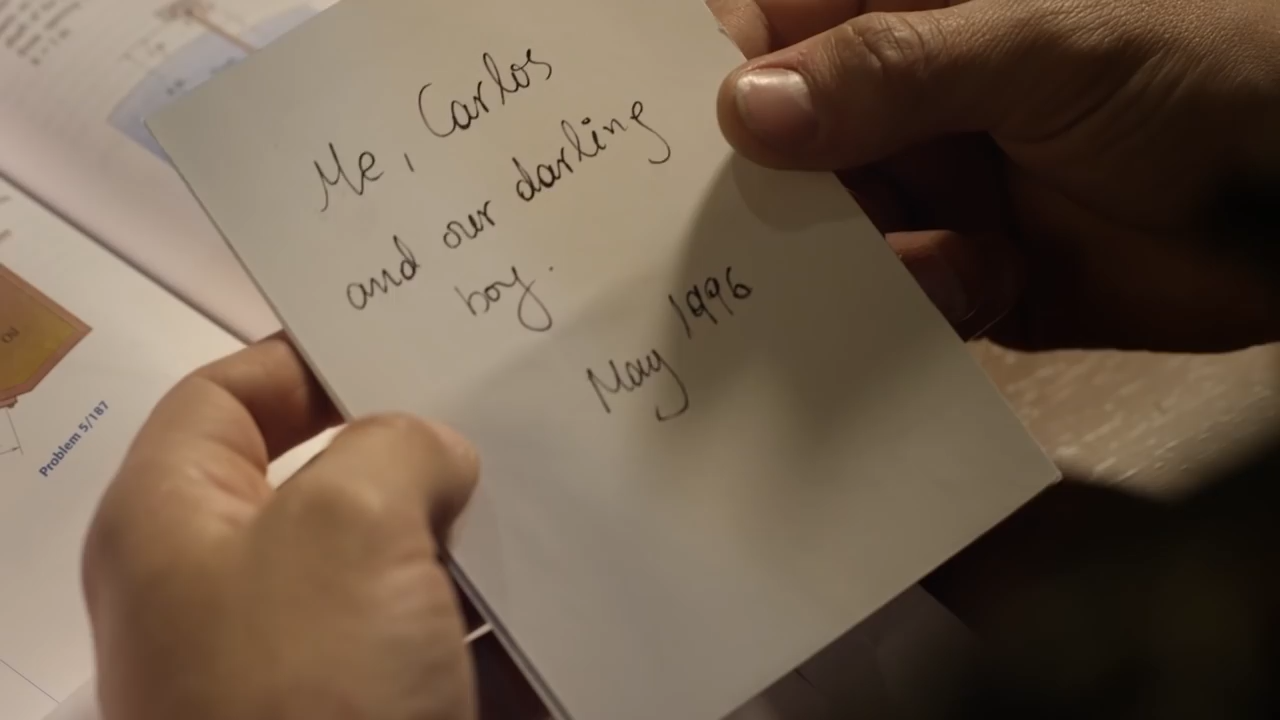 Me, Carlos
and our darling
boy.
May 1996
Problem 5/187